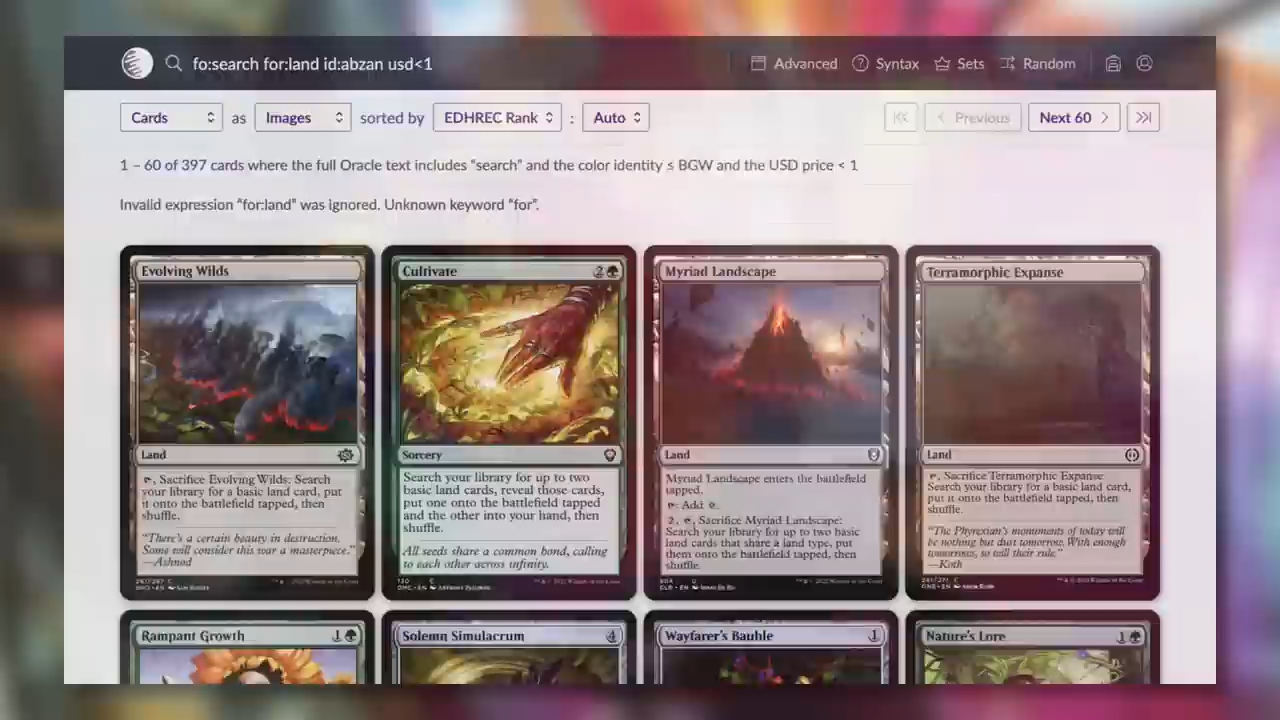 fo:search for:land id:abzan usd<1
Advanced
Syntax
Sets
Random
Cards
as
Images
sorted by
EDHREC Rank
:
Auto
Previous
Next 60
1 – 60 of 397 cards where the full Oracle text includes “search” and the color identity ≤ BGW and the USD price < 1
Invalid expression “for:land” was ignored. Unknown keyword “for”.
Evolving Wilds
Land
, Sacrifice Evolving Wilds: Search
your library for a basic land card, put
it onto the battlefield tapped, then
shuffle.
“There's a certain beauty in destruction.
Some will consider this war a masterpiece.”
—Ashnod
Cultivate
2
Sorcery
Search your library for up to two
basic land cards, reveal those cards,
put one onto the battlefield tapped
and the other into your hand, then
shuffle.
All seeds share a common bond, calling
to each other across infinity.
Myriad Landscape
Land
Myriad Landscape enters the battlefield
tapped.
: Add .
2, , Sacrifice Myriad Landscape:
Search your library for up to two basic
land cards that share a land type, put
them onto the battlefield tapped, then
shuffle.
Terramorphic Expanse
Land
, Sacrifice Terramorphic Expanse
Search your library for a basic land card,
put it onto the battlefield tapped, then
shuffle.
“The Phyrexian's monuments of today will
be nothing but dust tomorrow. With enough
tomorrows, so will their rule.”
—Koth
Rampant Growth
1
Solemn Simulacrum
4
Wayfarer's Bauble
1
Nature's Lore
1